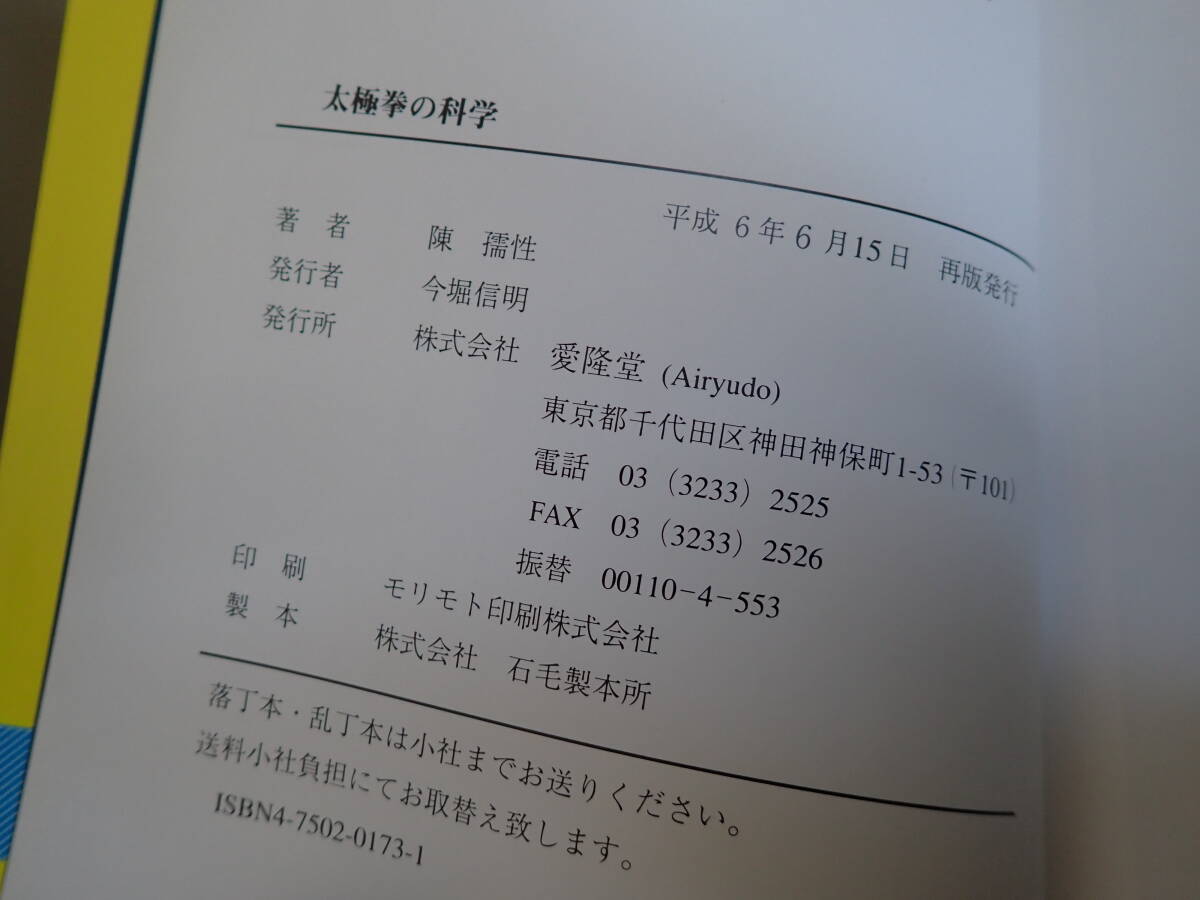 太極拳の科学
平成 6年6月15日 再版発行
著 者 陳 孺性
発行者 今堀信明
発行所 株式会社 愛隆堂 (Airyudo)
東京都千代田区神田神保町1-53(〒101)
電話 03 (3233) 2525
FAX 03 (3233) 2526
振替 00110-4-553
印 刷 モリモト印刷株式会社
製 本 株式会社 石毛製本所
落丁本・乱丁本は小社までお送りください。
送料小社負担にてお取替え致します。
ISBN4-7502-0173-1